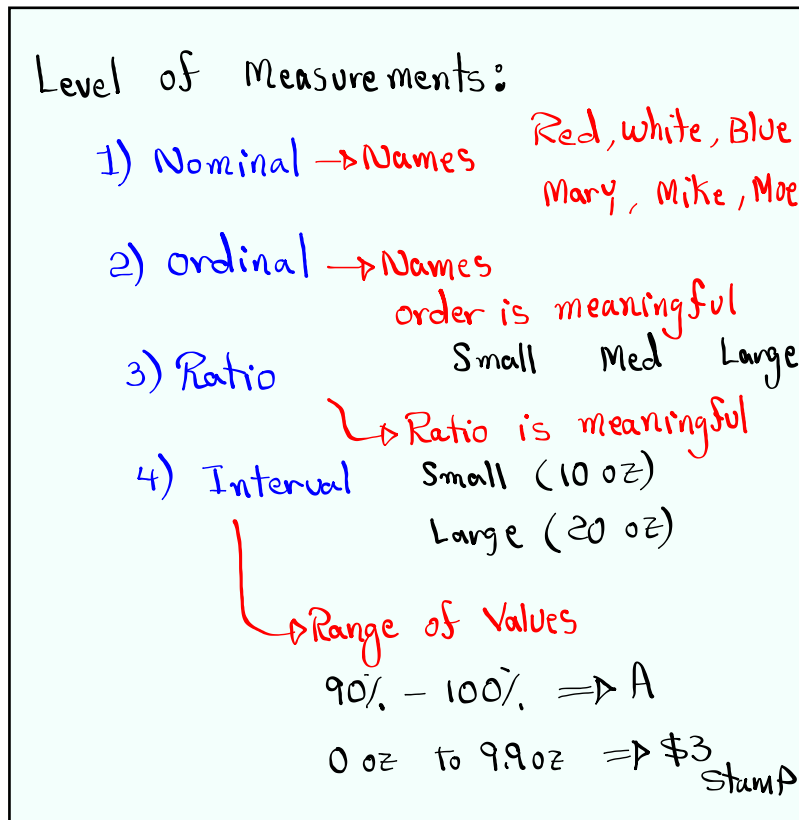 Level of Measurements:
1) Nominal → Names Red, White, Blue
Mary, Mike, Moe
2) ordinal → Names
order is meaningful
Small Med Large
3) Ratio
Ratio is meaningful
4) Interval Small (10 oz)
Large (20 oz)
Range of Values
90% - 100% ⇒ A
0 oz to 9.9 oz ⇒ $3
Stamp